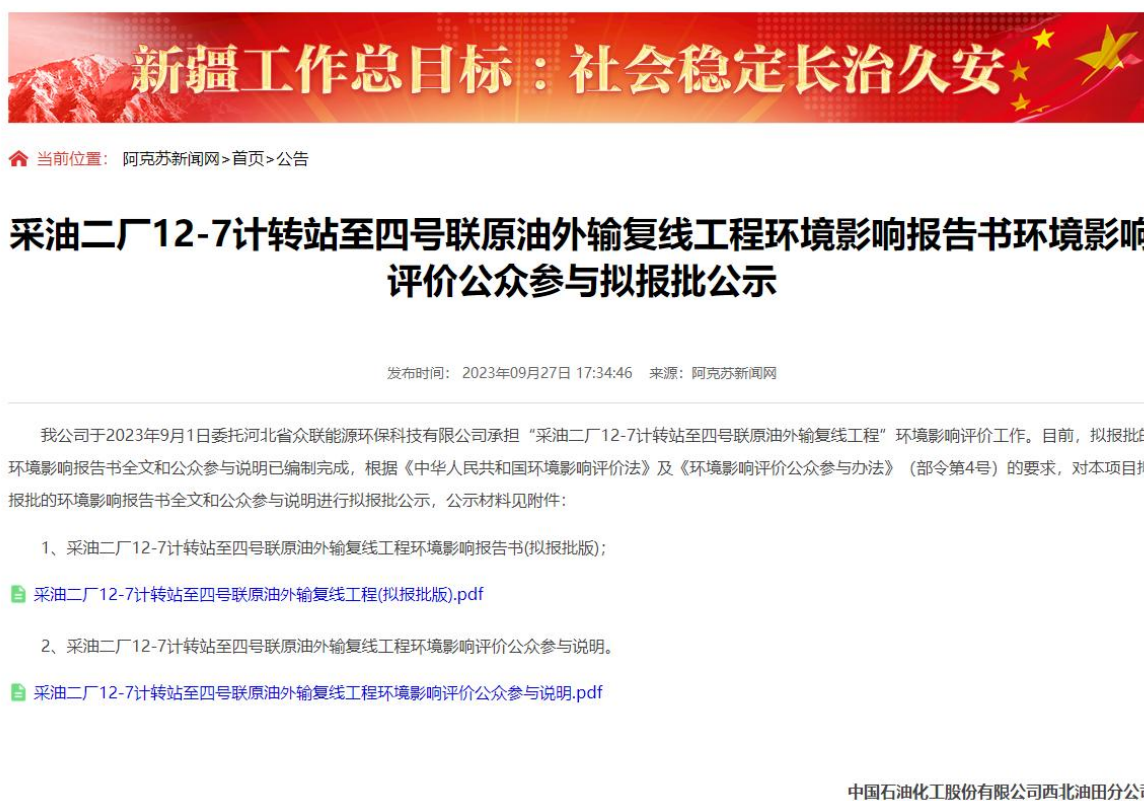 新疆工作总目标：社会稳定长治久安
当前位置： 阿克苏新闻网>首页>公告
采油二厂12-7计转站至四号联原油外输复线工程环境影响报告书环境影响
评价公众参与拟报批公示
发布时间： 2023年09月27日 17:34:46 来源：阿克苏新闻网
我公司于2023年9月1日委托河北省众联能源环保科技有限公司承担“采油二厂12-7计转站至四号联原油外输复线工程”环境影响评价工作。目前，拟报批的
环境影响报告书全文和公众参与说明已编制完成，根据《中华人民共和国环境影响评价法》及《环境影响评价公众参与办法》（部令第4号）的要求，对本项目拟
报批的环境影响报告书全文和公众参与说明进行拟报批公示，公示材料见附件：
1、采油二厂12-7计转站至四号联原油外输复线工程环境影响报告书(拟报批版)；
采油二厂12-7计转站至四号联原油外输复线工程(拟报批版).pdf
2、采油二厂12-7计转站至四号联原油外输复线工程环境影响评价公众参与说明。
采油二厂12-7计转站至四号联原油外输复线工程环境影响评价公众参与说明.pdf
中国石油化工股份有限公司西北油田分公司